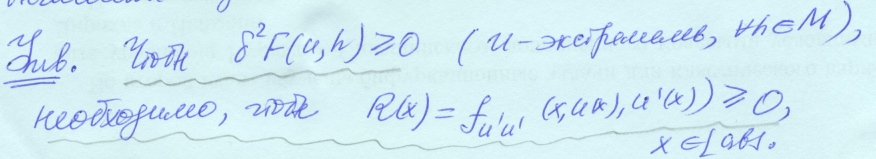 Утв. Чтобы δ²F(u,h) ≥ 0 (u-экстремаль, ∀h∈M),
необходимо, чтобы R(x) = f_{u'u'}(x,u(x),u'(x)) ≥ 0,
x∈[a,b].